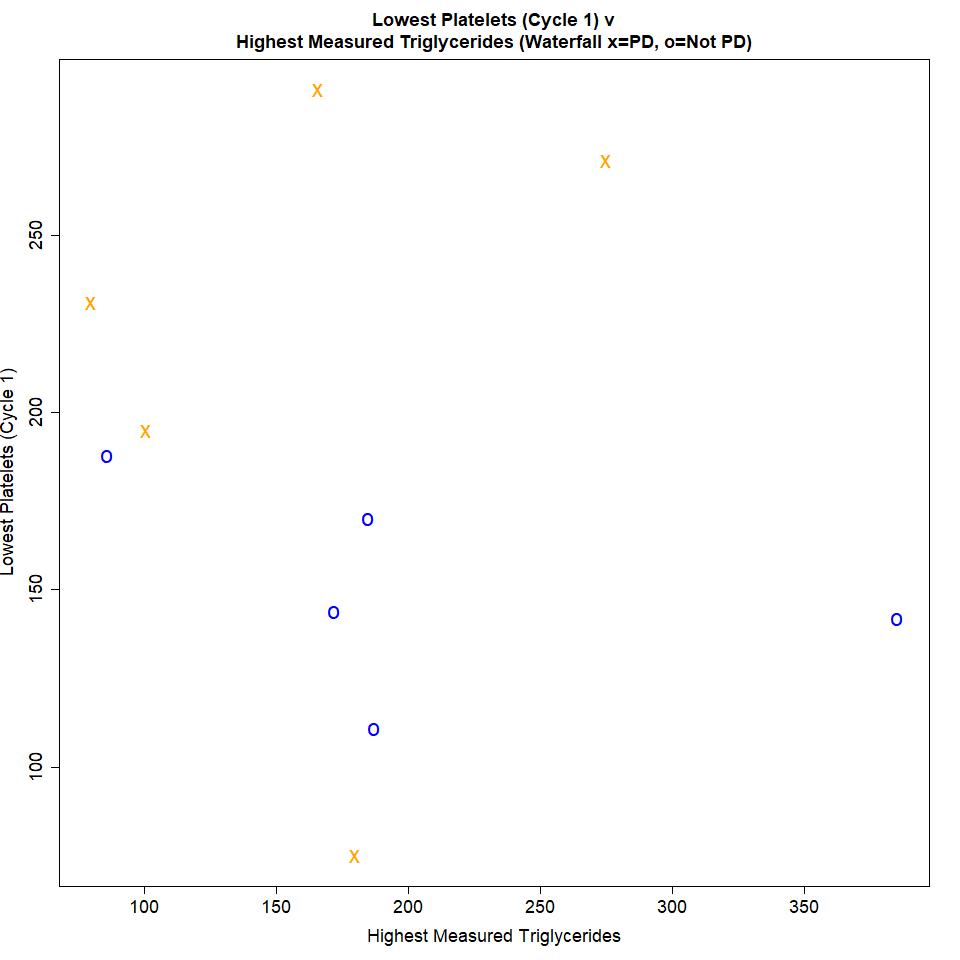 Lowest Platelets (Cycle 1) v
Highest Measured Triglycerides (Waterfall x=PD, o=Not PD)
Lowest Platelets (Cycle 1)
250
200
150
100
x
x
x
x
o
o
o
o
o
x
100 150 200 250 300 350
Highest Measured Triglycerides